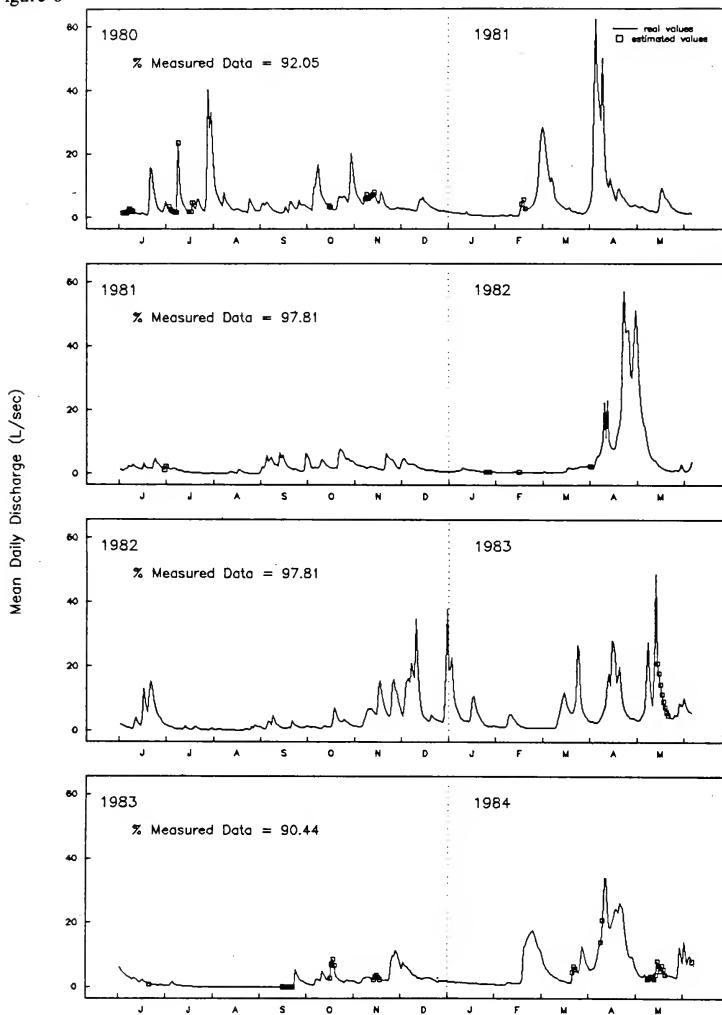 1980
1981
real values
estimated values
% Measured Data = 92.05
60
40
20
0
J J A S O N D J F M A M
1981
1982
% Measured Data = 97.81
60
40
20
0
J J A S O N D J F M A M
Mean Daily Discharge (L/sec)
1982
1983
% Measured Data = 97.81
60
40
20
0
J J A S O N D J F M A M
1983
1984
% Measured Data = 90.44
60
40
20
0
J J A S O N D J F M A M